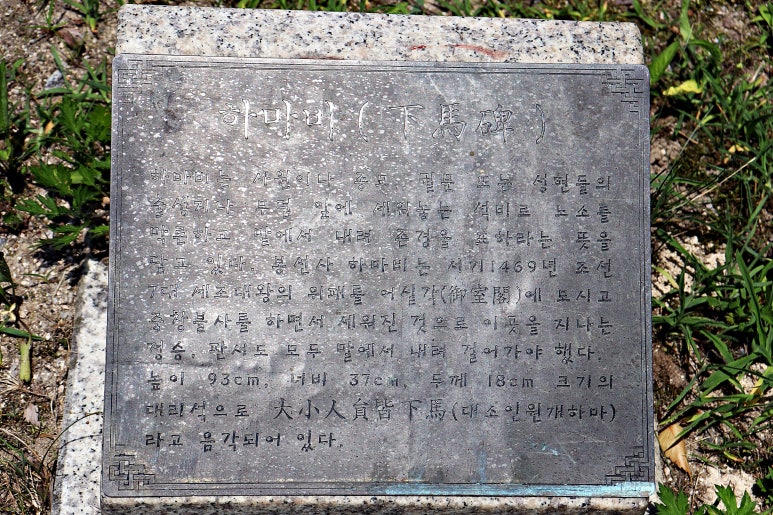 하마비(下馬碑)
하마비는 사원이나 종묘, 궐문 또는 성현들의
출생지나 무덤 앞에 세워놓는 석비로 노소를
막론하고 말에서 내려 존경을 표하라는 뜻을
담고 있다. 봉선사 하마비는 서기1469년 조선
7대 세조대왕의 위패를 어실각(御室閣)에 모시고
중창불사를 하면서 세워진 것으로 이곳을 지나는
정승, 판서도 모두 말에서 내려 걸어가야 했다.
높이 93cm, 너비 37cm, 두께 18cm 크기의
대리석으로 大小人員皆下馬(대소인원개하마)
라고 음각되어 있다.